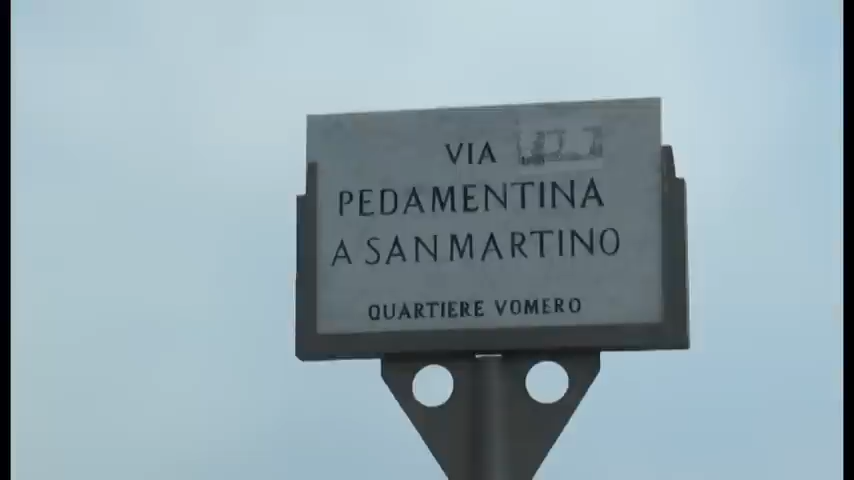 VIA
PEDAMENTINA
A SAN MARTINO
QUARTIERE VOMERO